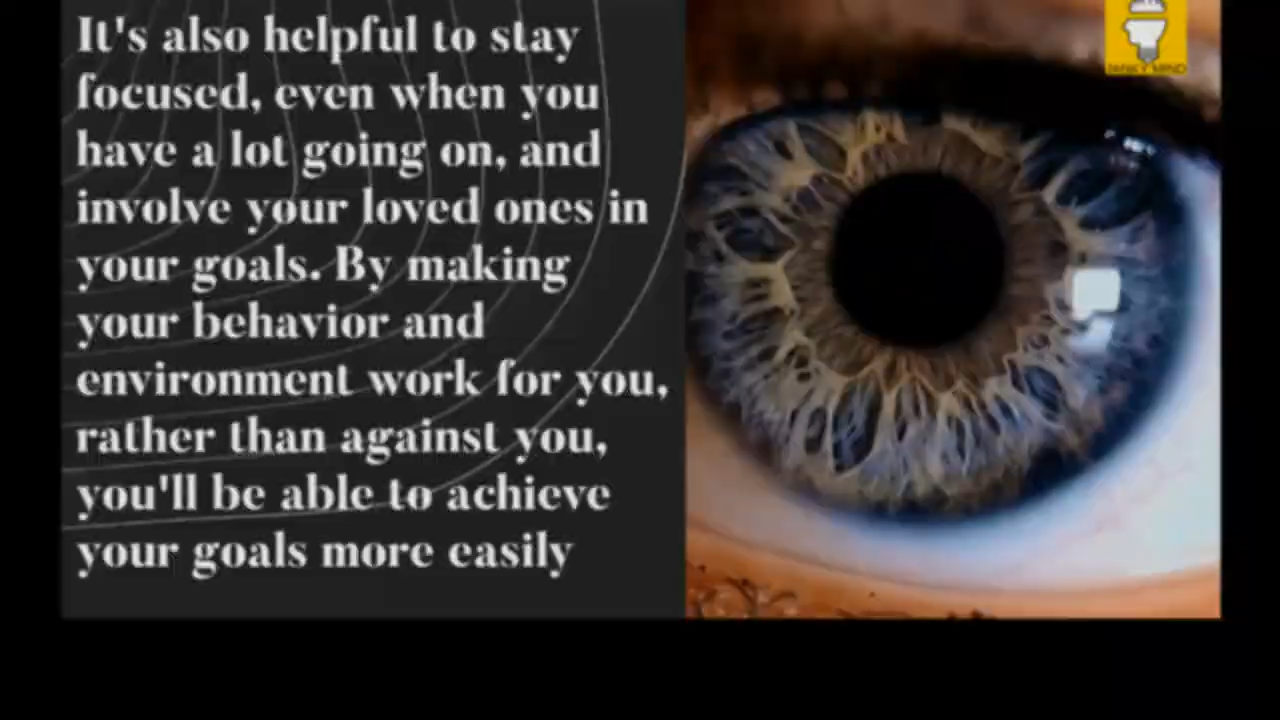 It's also helpful to stay
focused, even when you
have a lot going on, and
involve your loved ones in
your goals. By making
your behavior and
environment work for you,
rather than against you,
you'll be able to achieve
your goals more easily